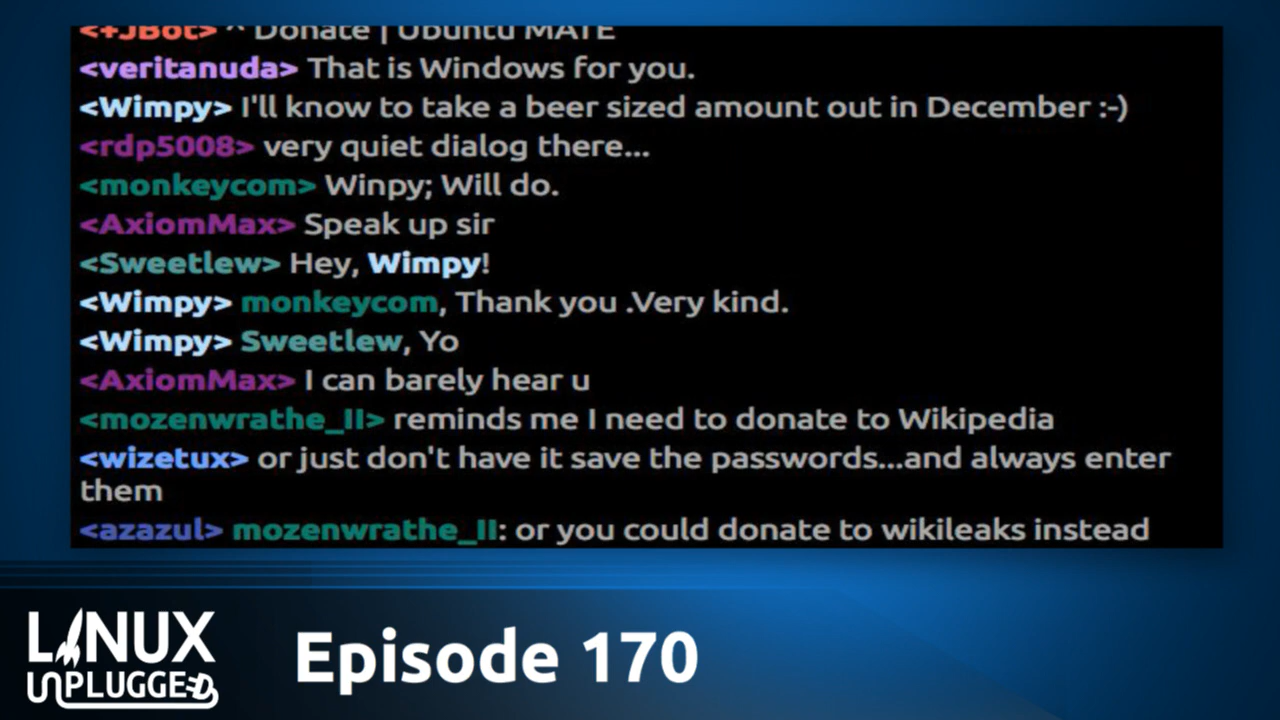 <+JBot> ^ Donate | Ubuntu MATE
<veritanuda> That is Windows for you.
<Wimpy> I'll know to take a beer sized amount out in December :-)
<rdp5008> very quiet dialog there...
<monkeycom> Winpy; Will do.
<AxiomMax> Speak up sir
<Sweetlew> Hey, Wimpy!
<Wimpy> monkeycom, Thank you .Very kind.
<Wimpy> Sweetlew, Yo
<AxiomMax> I can barely hear u
<mozenwrathe_II> reminds me I need to donate to Wikipedia
<wizetux> or just don't have it save the passwords...and always enter
them
<azazul> mozenwrathe_II: or you could donate to wikileaks instead
LINUX
UNPLUGGED
Episode 170